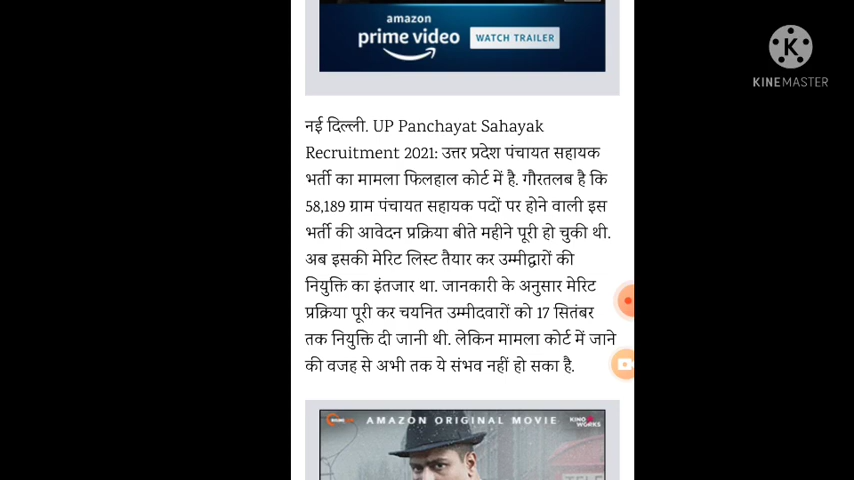 amazon
prime video
WATCH TRAILER
K
KINEMASTER
नई दिल्ली. UP Panchayat Sahayak
Recruitment 2021: उत्तर प्रदेश पंचायत सहायक
भर्ती का मामला फिलहाल कोर्ट में है. गौरतलब है कि
58,189 ग्राम पंचायत सहायक पदों पर होने वाली इस
भर्ती की आवेदन प्रक्रिया बीते महीने पूरी हो चुकी थी.
अब इसकी मेरिट लिस्ट तैयार कर उम्मीद्वारों की
नियुक्ति का इंतजार था. जानकारी के अनुसार मेरिट
प्रक्रिया पूरी कर चयनित उम्मीदवारों को 17 सितंबर
तक नियुक्ति दी जानी थी. लेकिन मामला कोर्ट में जाने
की वजह से अभी तक ये संभव नहीं हो सका है.
AMAZON ORIGINAL MOVIE
KINO WORKS
TELE